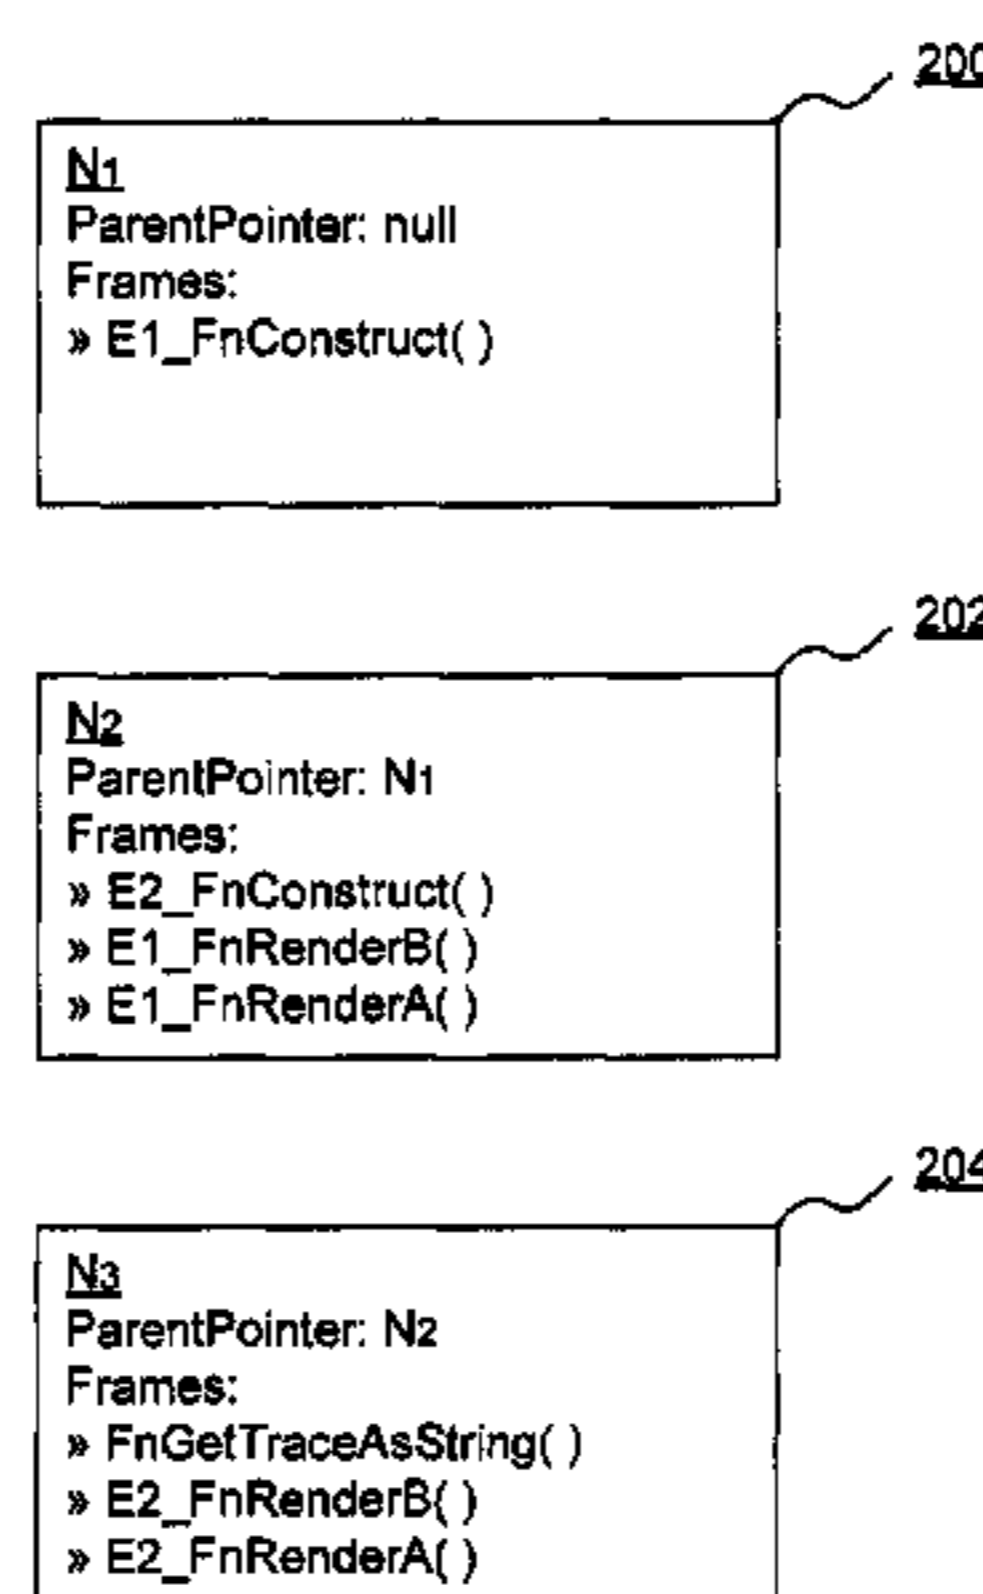 200
N1
ParentPointer: null
Frames:
» E1_FnConstruct( )
202
N2
ParentPointer: N1
Frames:
» E2_FnConstruct( )
» E1_FnRenderB( )
» E1_FnRenderA( )
204
N3
ParentPointer: N2
Frames:
» FnGetTraceAsString( )
» E2_FnRenderB( )
» E2_FnRenderA( )